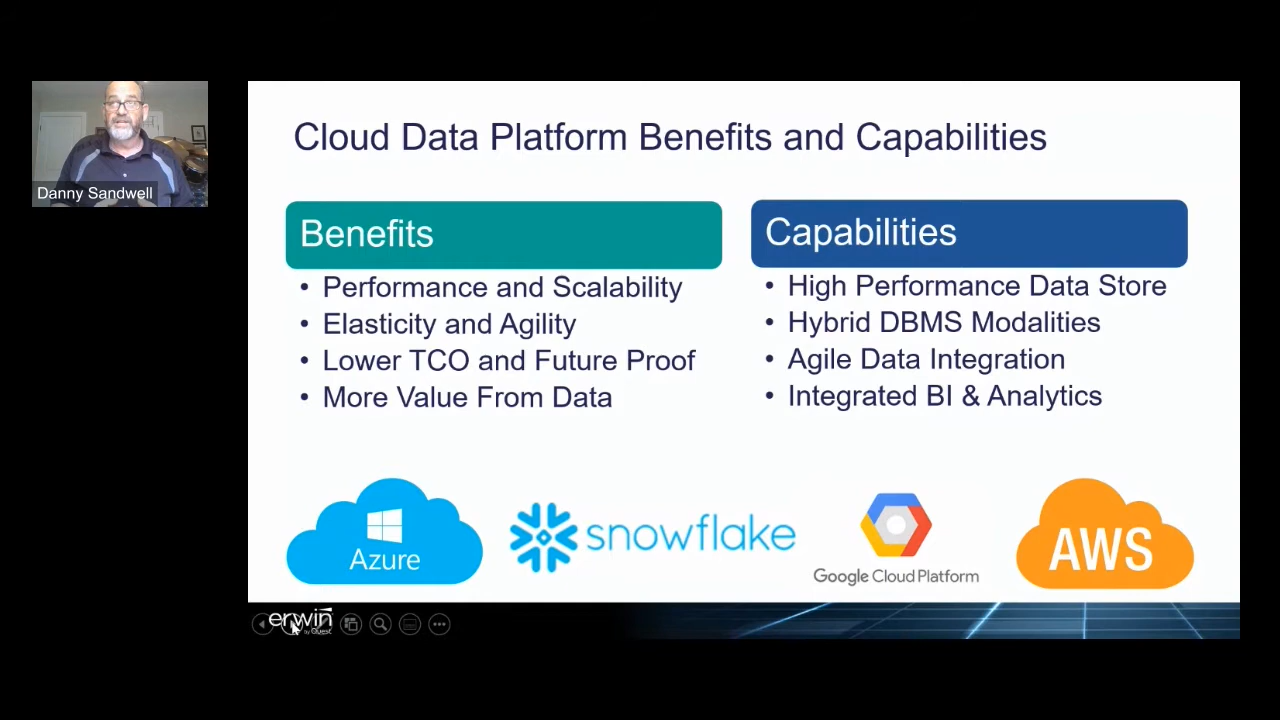 Danny Sandwell
Cloud Data Platform Benefits and Capabilities
Benefits
• Performance and Scalability
• Elasticity and Agility
• Lower TCO and Future Proof
• More Value From Data
Capabilities
• High Performance Data Store
• Hybrid DBMS Modalities
• Agile Data Integration
• Integrated BI & Analytics
Azure
snowflake
Google Cloud Platform
AWS
erwin
by Quest